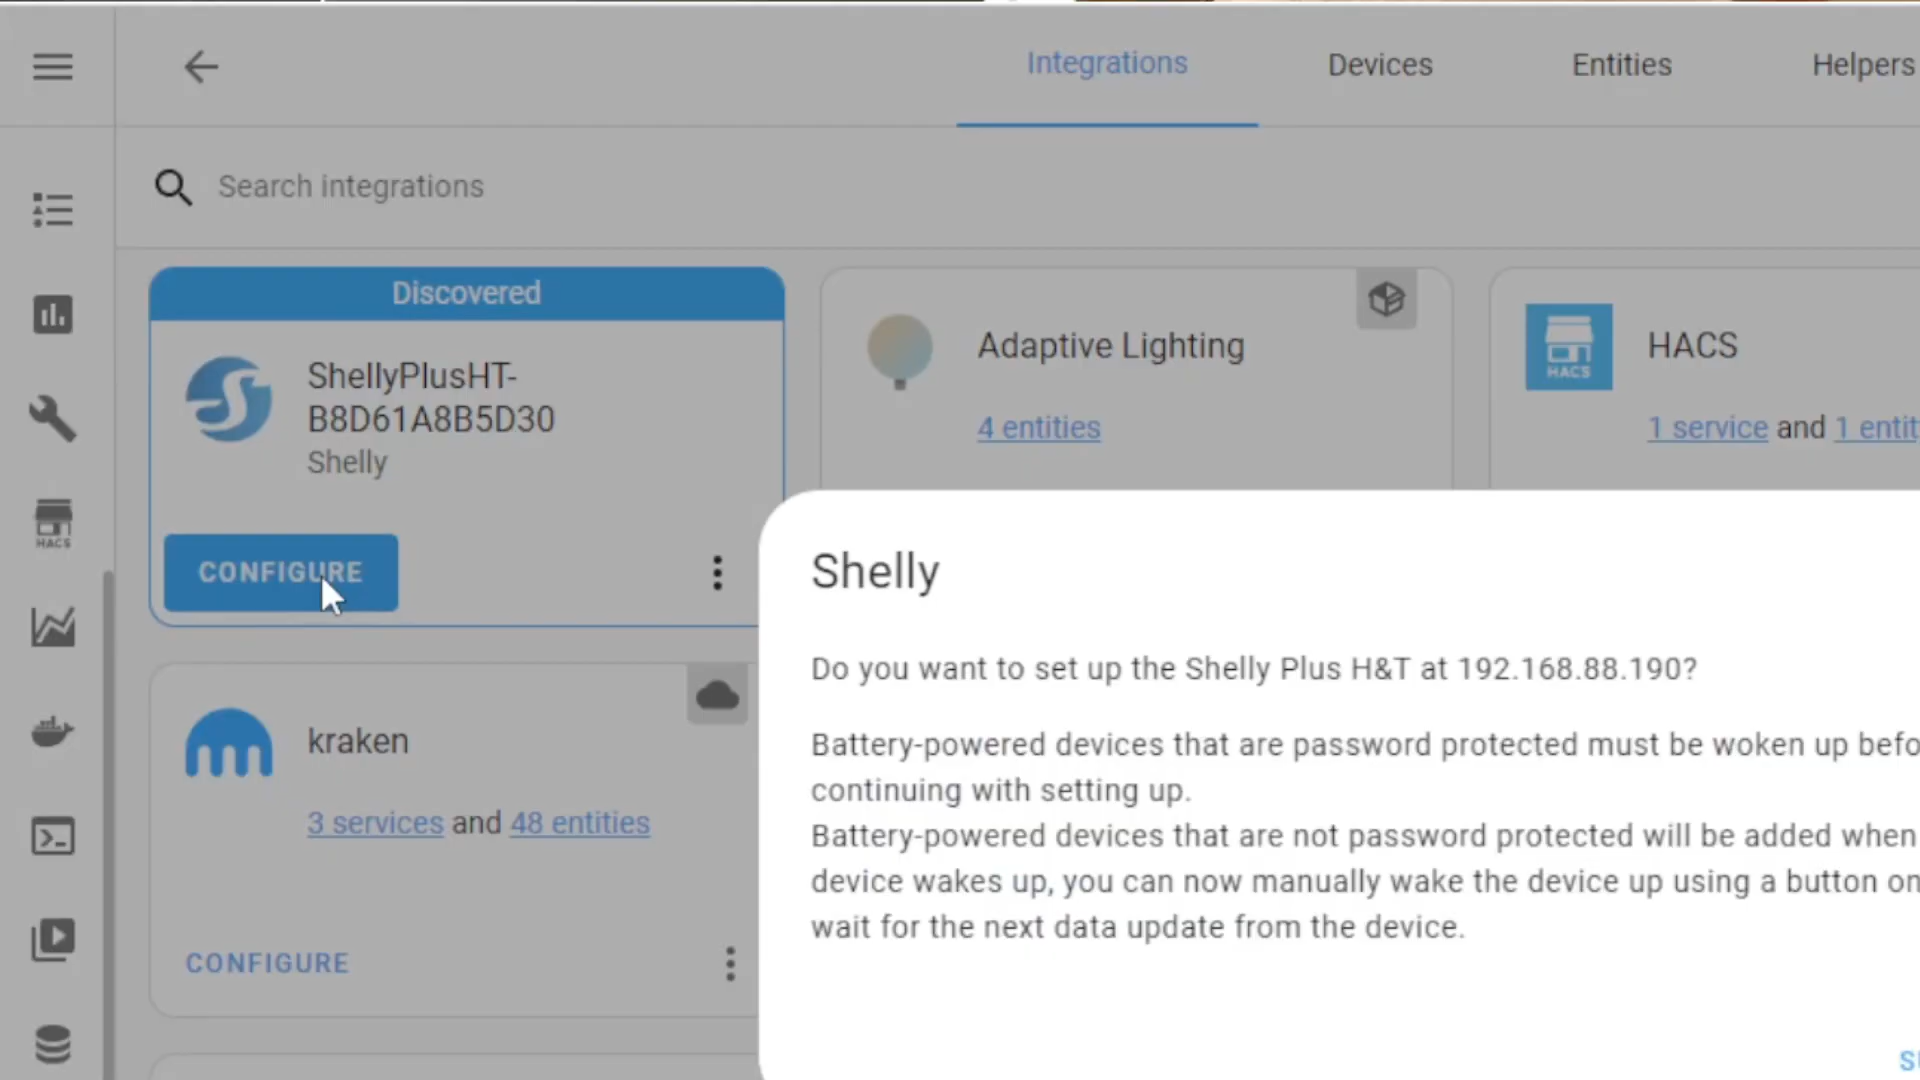 Integrations
Devices
Entities
Helpers
Search integrations
Discovered
ShellyPlusHT-
B8D61A8B5D30
Shelly
CONFIGURE
Adaptive Lighting
4 entities
HACS
HACS
1 service and 1 entit
HACS
kraken
3 services and 48 entities
CONFIGURE
Shelly
Do you want to set up the Shelly Plus H&T at 192.168.88.190?
Battery-powered devices that are password protected must be woken up befo
continuing with setting up.
Battery-powered devices that are not password protected will be added when
device wakes up, you can now manually wake the device up using a button on
wait for the next data update from the device.